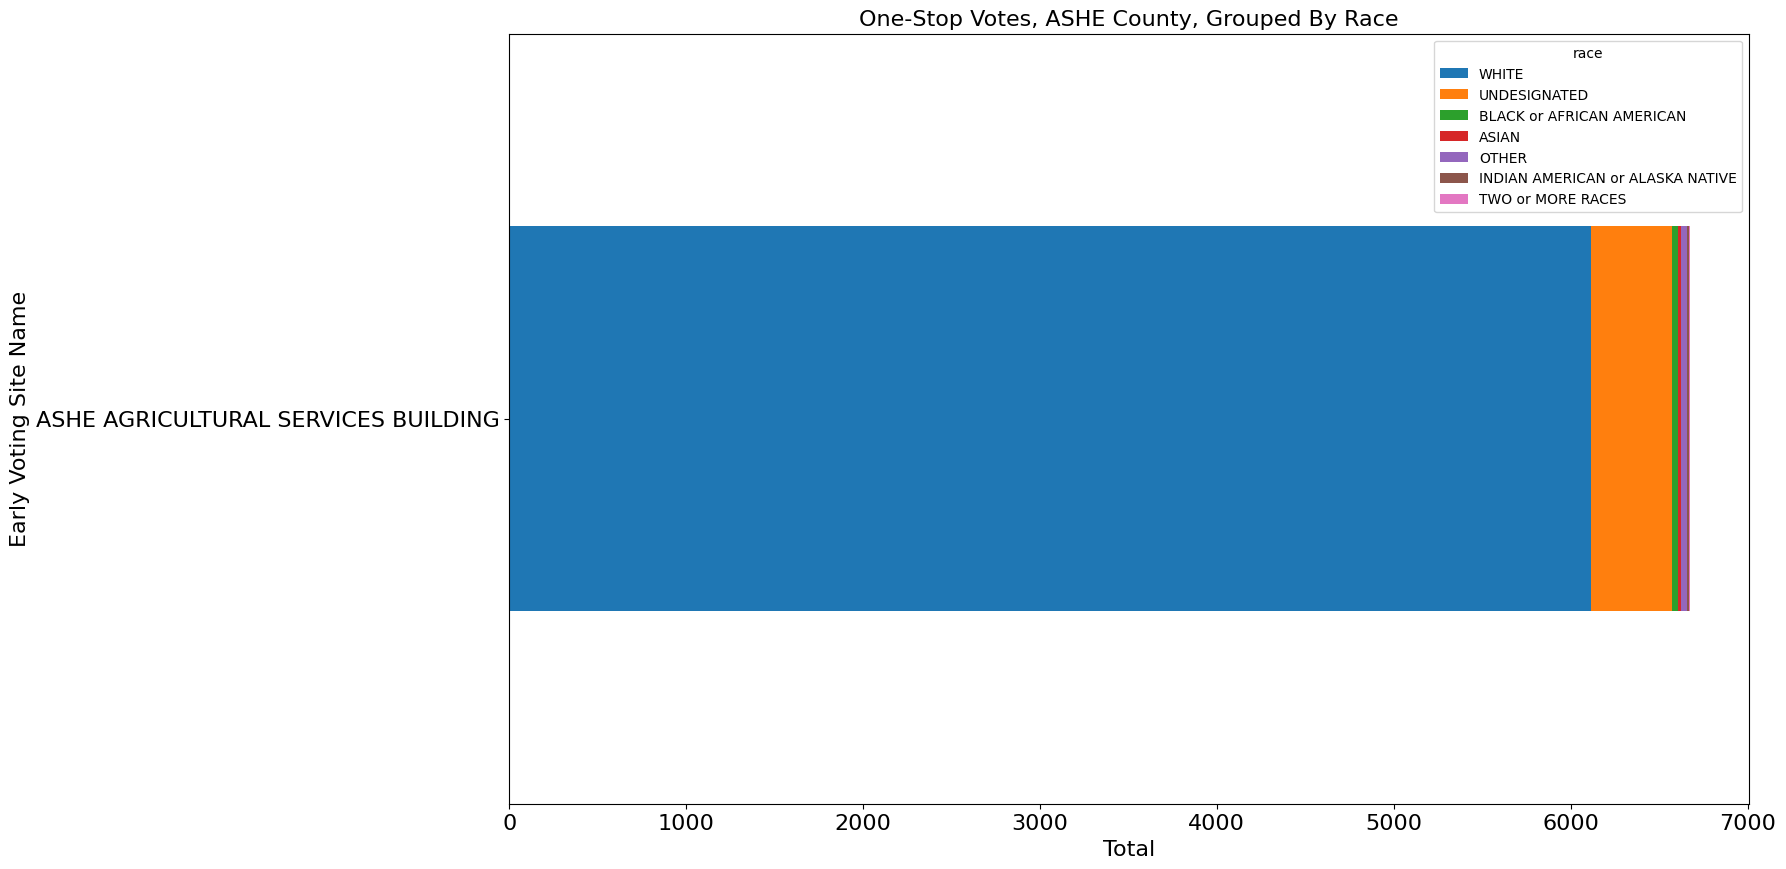 One-Stop Votes, ASHE County, Grouped By Race
race
WHITE
UNDESIGNATED
BLACK or AFRICAN AMERICAN
ASIAN
OTHER
INDIAN AMERICAN or ALASKA NATIVE
TWO or MORE RACES
Early Voting Site Name
ASHE AGRICULTURAL SERVICES BUILDING
0 1000 2000 3000 4000 5000 6000 7000
Total